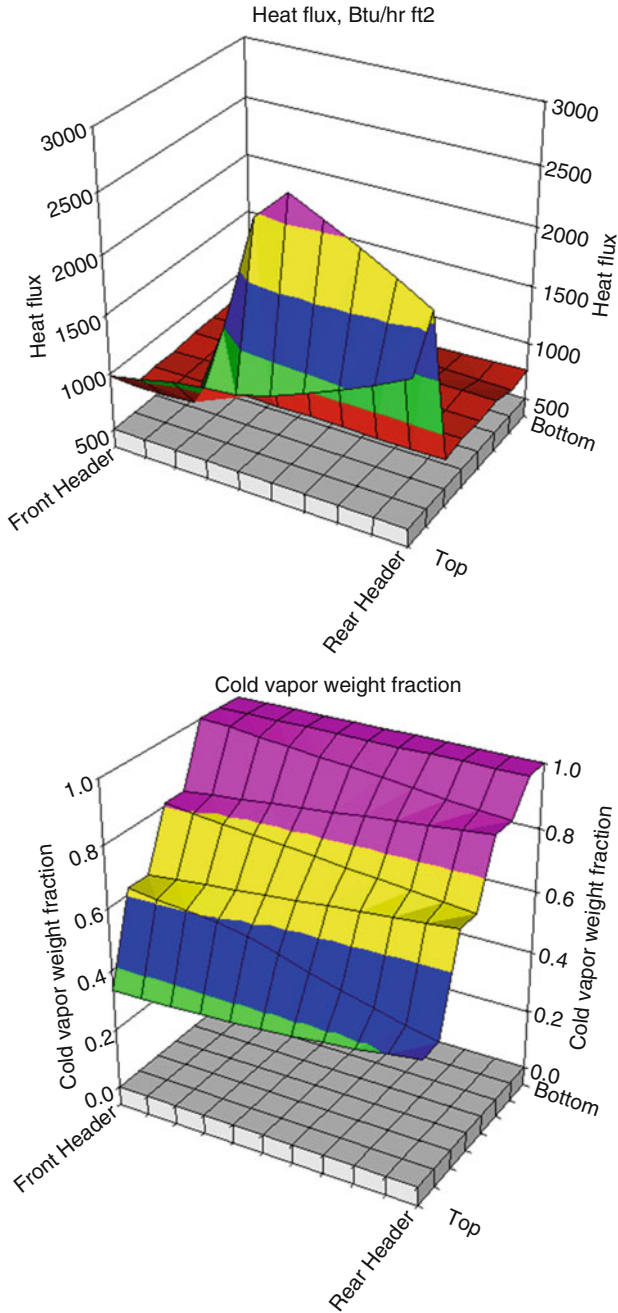 Heat flux, Btu/hr ft2
3000
2500
2000
1500
1000
500
Heat flux
3000
2500
2000
1500
1000
500
Heat flux
Front Header
Rear Header
Top
Bottom
Cold vapor weight fraction
1.0
0.8
0.6
0.4
0.2
0.0
Cold vapor weight fraction
1.0
0.8
0.6
0.4
0.2
0.0
Cold vapor weight fraction
Front Header
Rear Header
Top
Bottom